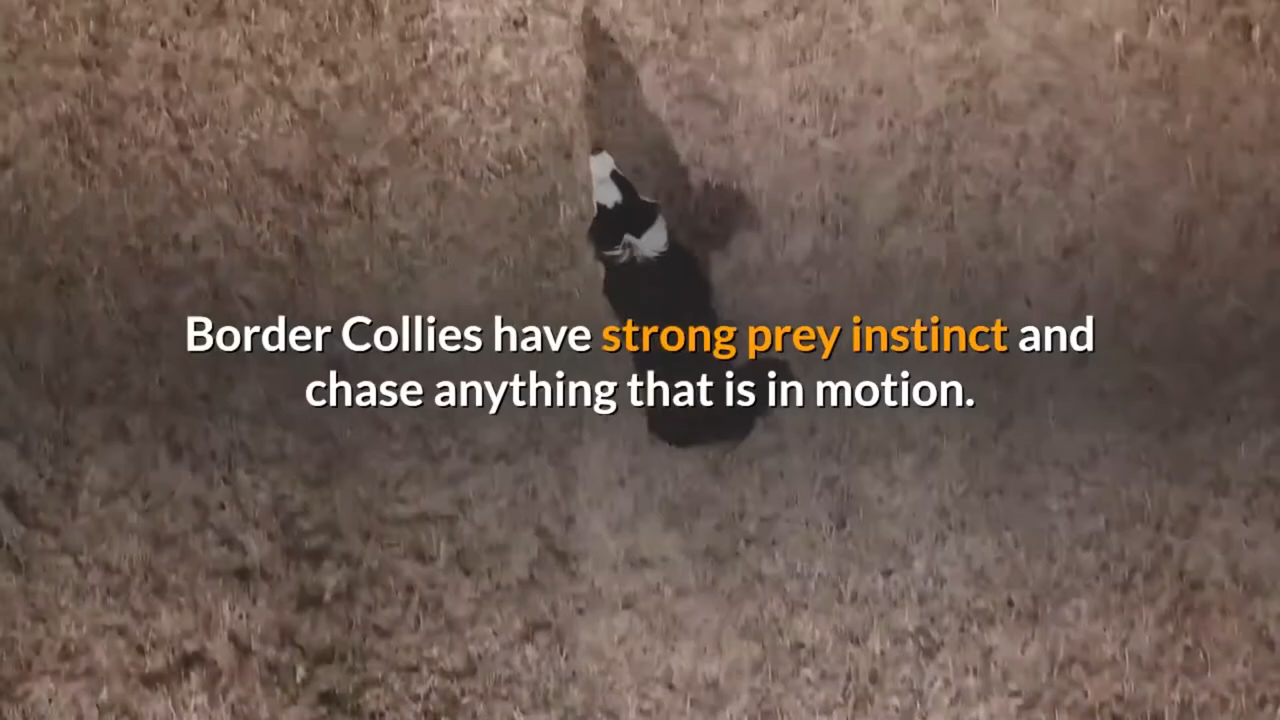 Border Collies have strong prey instinct and
chase anything that is in motion.